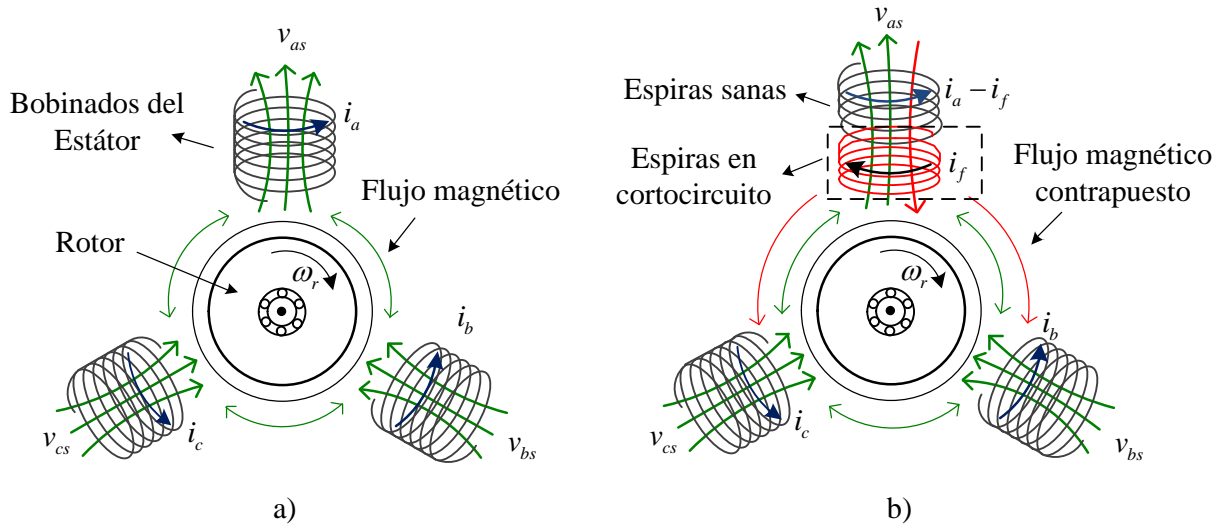 v_as
Bobinados del
Estátor
i_a
Flujo magnético
Rotor
ω_r
i_b
v_cs
i_c
v_bs
a)
v_as
Espiras sanas
i_a − i_f
Espiras en
cortocircuito
i_f
Flujo magnético
contrapuesto
ω_r
i_b
v_cs
i_c
v_bs
b)